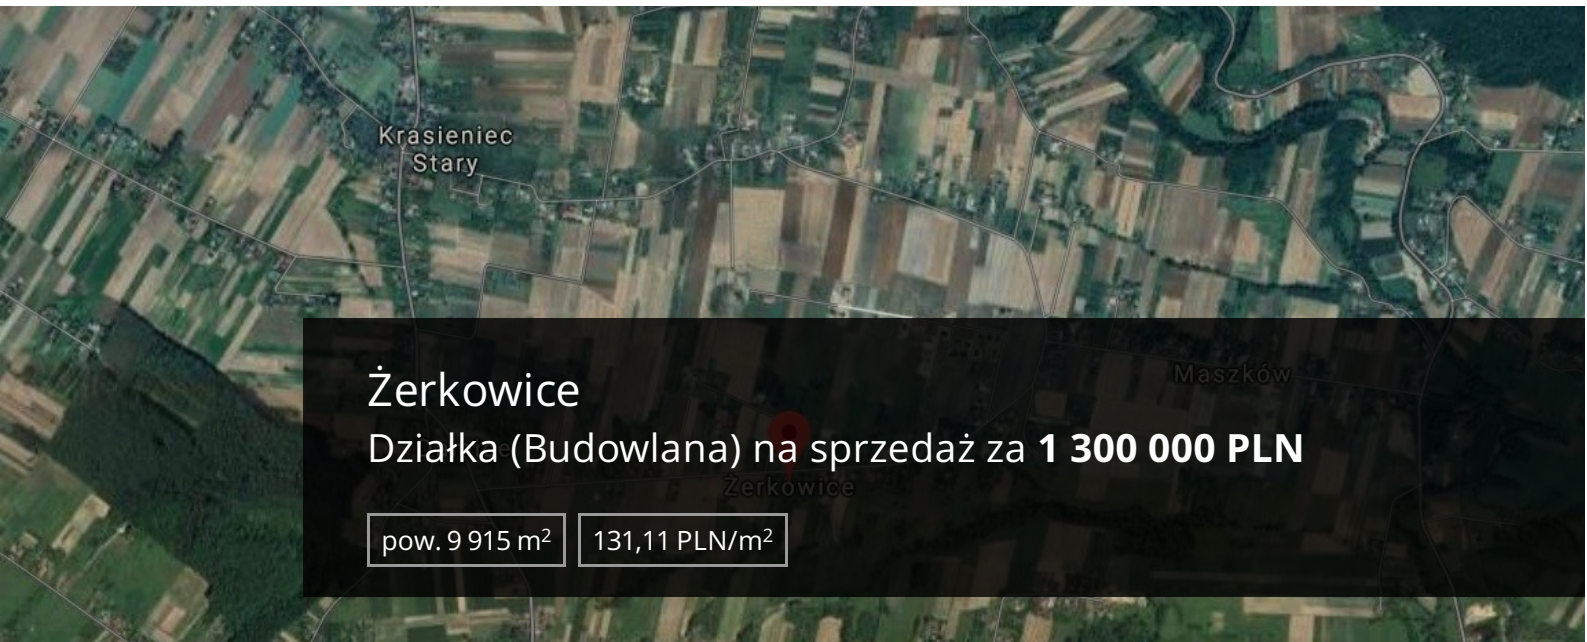 Krasieniec
Stary
Żerkowice
Maszków
Działka (Budowlana) na sprzedaż za 1 300 000 PLN
Żerkowice
pow. 9 915 m²
131,11 PLN/m²